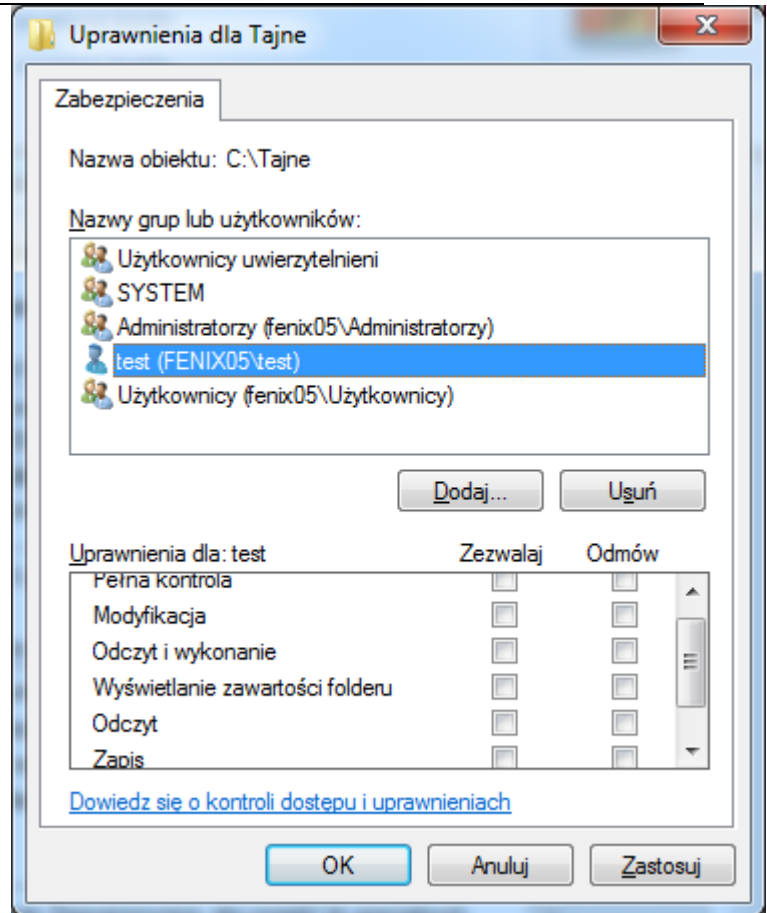 Uprawnienia dla Tajne
Zabezpieczenia
Nazwa obiektu: C:\Tajne
Nazwy grup lub użytkowników:
Użytkownicy uwierzytelnieni
SYSTEM
Administratorzy (fenix05\Administratorzy)
test (FENIX05\test)
Użytkownicy (fenix05\Użytkownicy)
Dodaj... Usuń
Uprawnienia dla: test Zezwalaj Odmów
Pełna kontrola
Modyfikacja
Odczyt i wykonanie
Wyświetlanie zawartości folderu
Odczyt
Zapis
Dowiedz się o kontroli dostępu i uprawnieniach
OK Anuluj Zastosuj